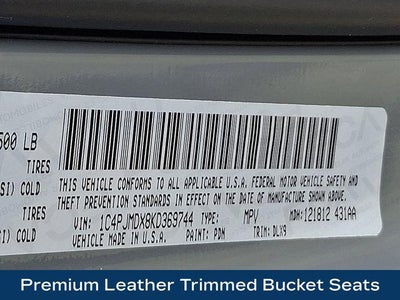 500 LB
TIRES
SI) COLD
TIRES
SI) COLD
THIS VEHICLE CONFORMS TO ALL APPLICABLE U.S.A. FEDERAL MOTOR
VEHICLE SAFETY, BUMPER, AND THEFT PREVENTION STANDARDS IN
EFFECT ON THE DATE OF MANUFACTURE SHOWN ABOVE.
VIN: 1C4PJMDX8KD369744 TYPE: MPV MDH: 121812 431AA
VEHICLE MADE IN U.S.A. PAINT: PDN TRIM: DLX9
Premium Leather Trimmed Bucket Seats